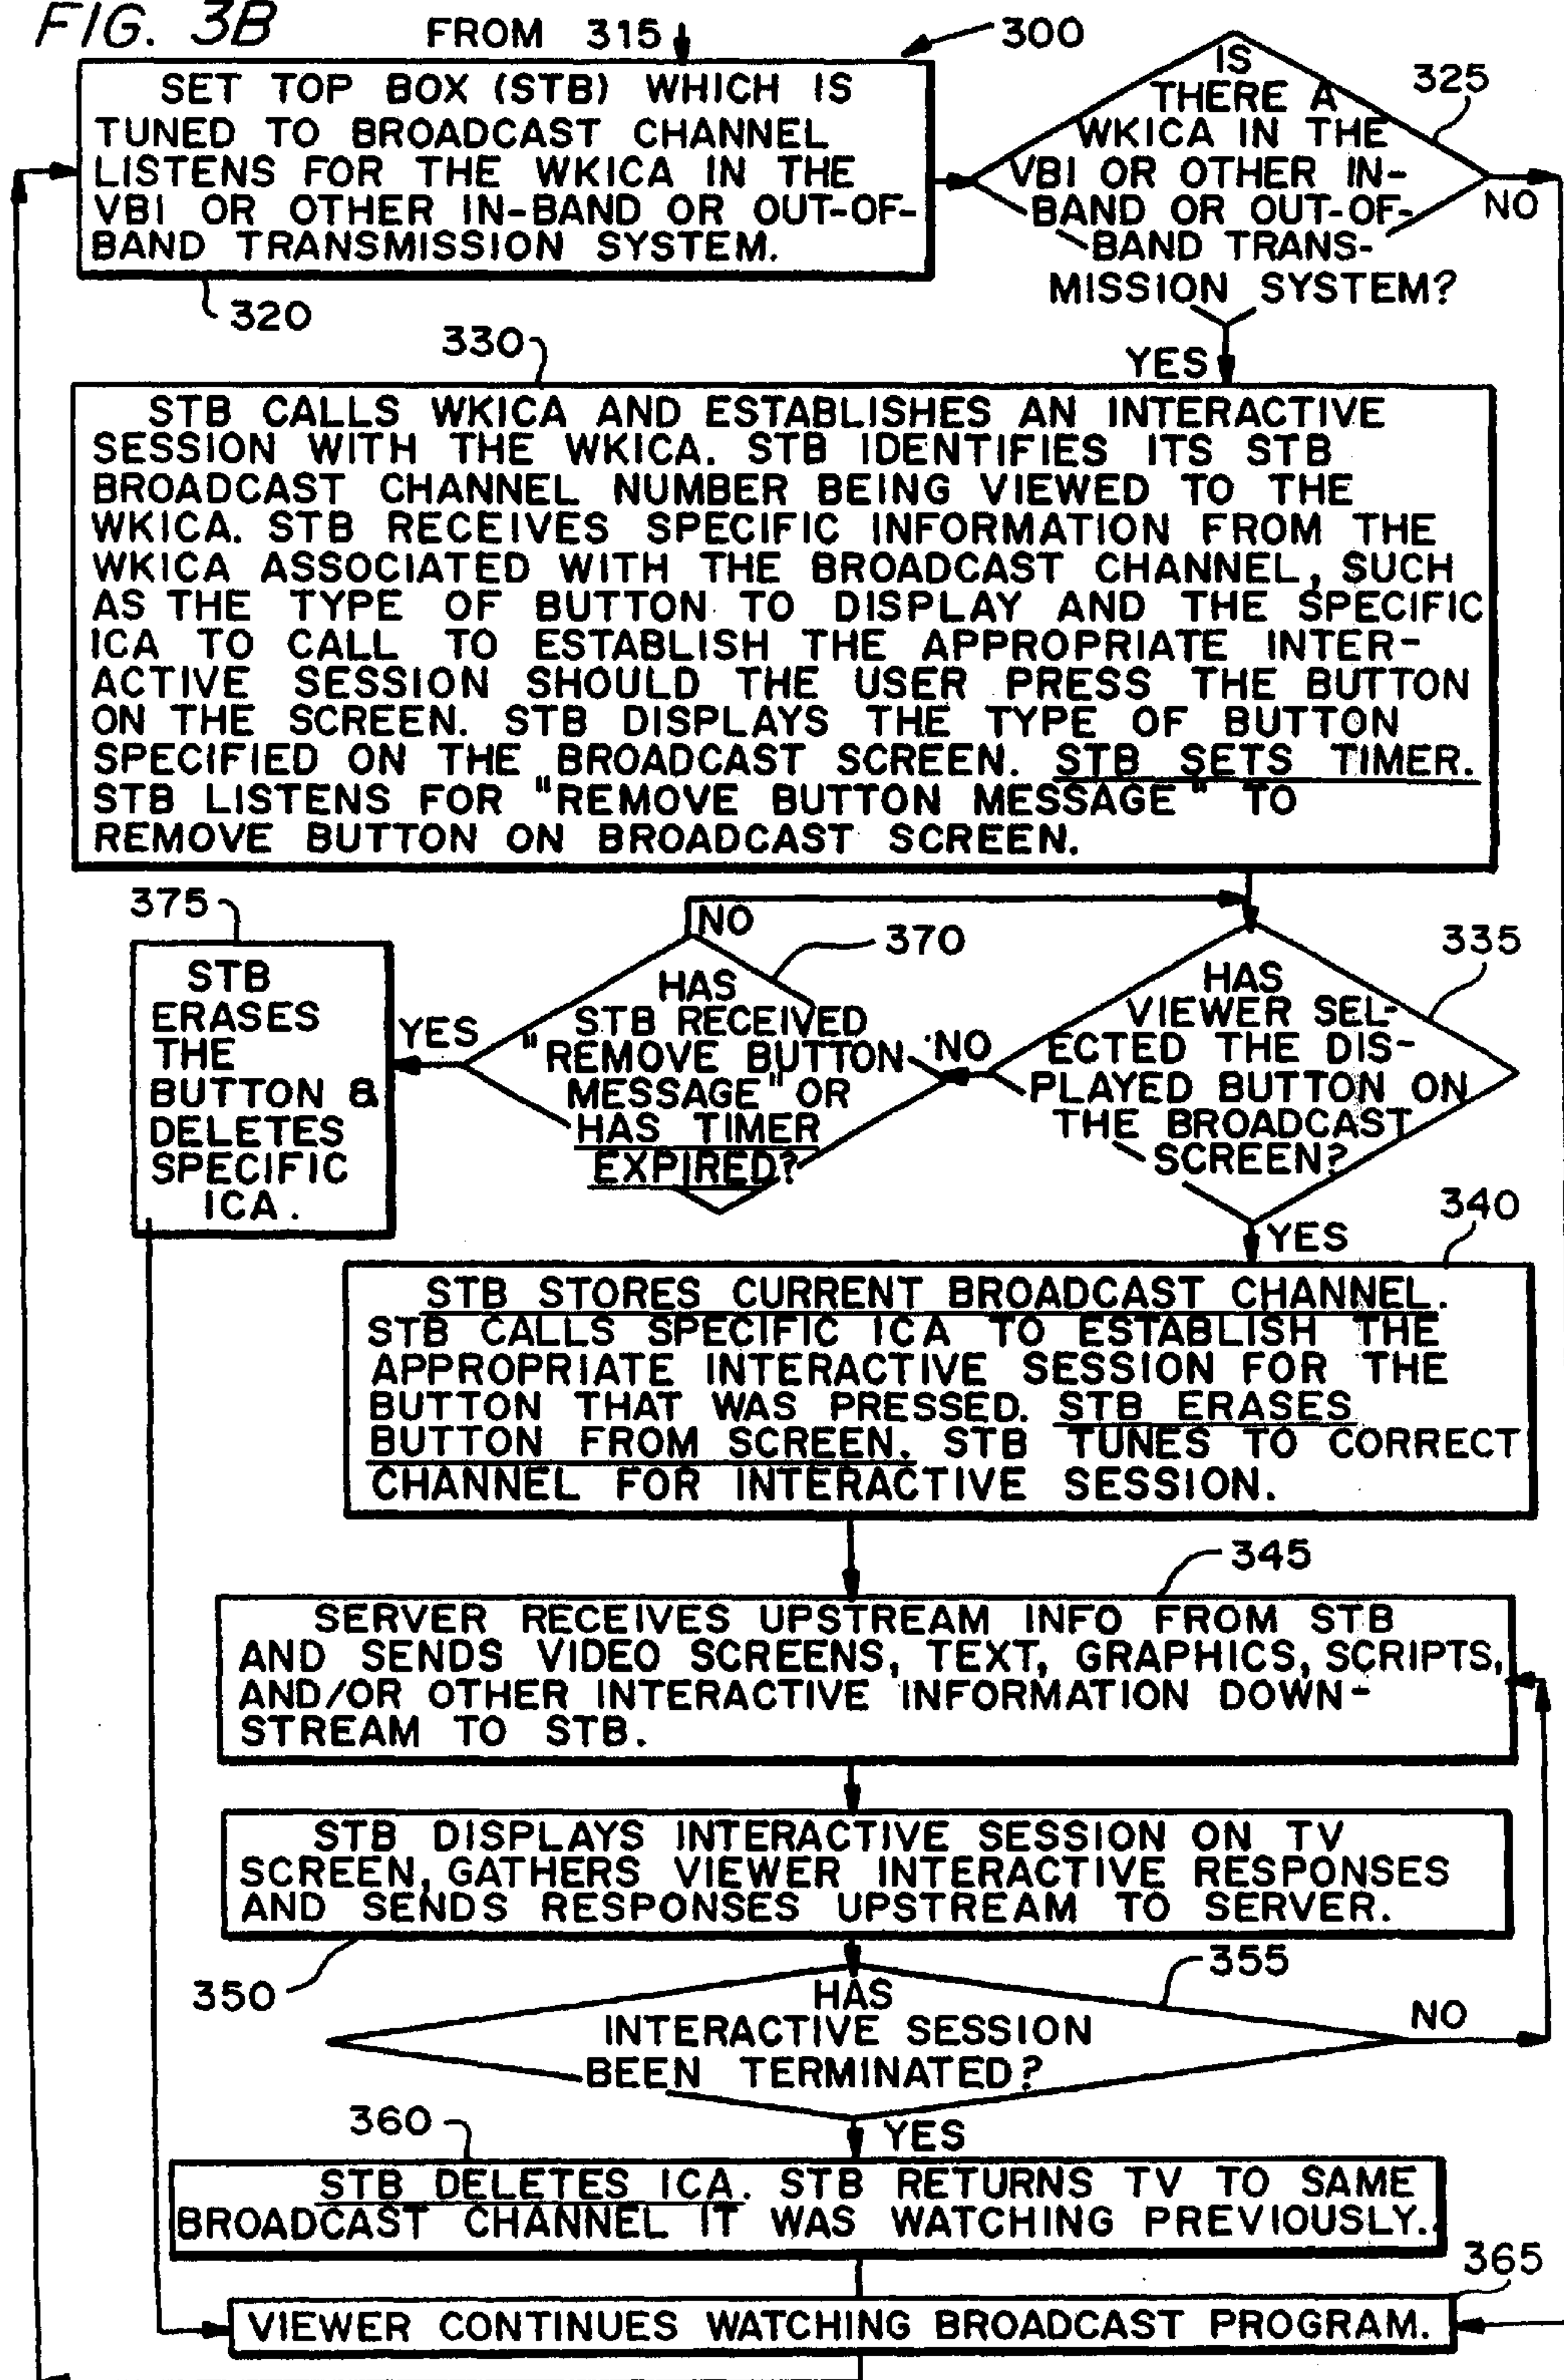 FIG. 3B
FROM 315
300
SET TOP BOX (STB) WHICH IS
TUNED TO BROADCAST CHANNEL
LISTENS FOR THE WKICA IN THE
VBI OR OTHER IN-BAND OR OUT-OF-
BAND TRANSMISSION SYSTEM.
320
IS
THERE A
WKICA IN THE
VBI OR OTHER IN-
BAND OR OUT-OF-
BAND TRANS-
MISSION SYSTEM?
325
NO
YES
330
STB CALLS WKICA AND ESTABLISHES AN INTERACTIVE
SESSION WITH THE WKICA. STB IDENTIFIES ITS STB
BROADCAST CHANNEL NUMBER BEING VIEWED TO THE
WKICA. STB RECEIVES SPECIFIC INFORMATION FROM THE
WKICA ASSOCIATED WITH THE BROADCAST CHANNEL, SUCH
AS THE TYPE OF BUTTON TO DISPLAY AND THE SPECIFIC
ICA TO CALL TO ESTABLISH THE APPROPRIATE INTER-
ACTIVE SESSION SHOULD THE USER PRESS THE BUTTON
ON THE SCREEN. STB DISPLAYS THE TYPE OF BUTTON
SPECIFIED ON THE BROADCAST SCREEN. STB SETS TIMER.
STB LISTENS FOR "REMOVE BUTTON MESSAGE" TO
REMOVE BUTTON ON BROADCAST SCREEN.
375
STB
ERASES
THE
BUTTON &
DELETES
SPECIFIC
ICA.
YES
NO
370
HAS
STB RECEIVED
"REMOVE BUTTON
MESSAGE" OR
HAS TIMER
EXPIRED?
NO
335
HAS
VIEWER SEL-
ECTED THE DIS-
PLAYED BUTTON ON
THE BROADCAST
SCREEN?
YES
340
STB STORES CURRENT BROADCAST CHANNEL.
STB CALLS SPECIFIC ICA TO ESTABLISH THE
APPROPRIATE INTERACTIVE SESSION FOR THE
BUTTON THAT WAS PRESSED. STB ERASES
BUTTON FROM SCREEN. STB TUNES TO CORRECT
CHANNEL FOR INTERACTIVE SESSION.
345
SERVER RECEIVES UPSTREAM INFO FROM STB
AND SENDS VIDEO SCREENS, TEXT, GRAPHICS, SCRIPTS,
AND/OR OTHER INTERACTIVE INFORMATION DOWN-
STREAM TO STB.
STB DISPLAYS INTERACTIVE SESSION ON TV
SCREEN, GATHERS VIEWER INTERACTIVE RESPONSES
AND SENDS RESPONSES UPSTREAM TO SERVER.
350
355
HAS
INTERACTIVE SESSION
BEEN TERMINATED?
NO
YES
360
STB DELETES ICA. STB RETURNS TV TO SAME
BROADCAST CHANNEL IT WAS WATCHING PREVIOUSLY.
365
VIEWER CONTINUES WATCHING BROADCAST PROGRAM.